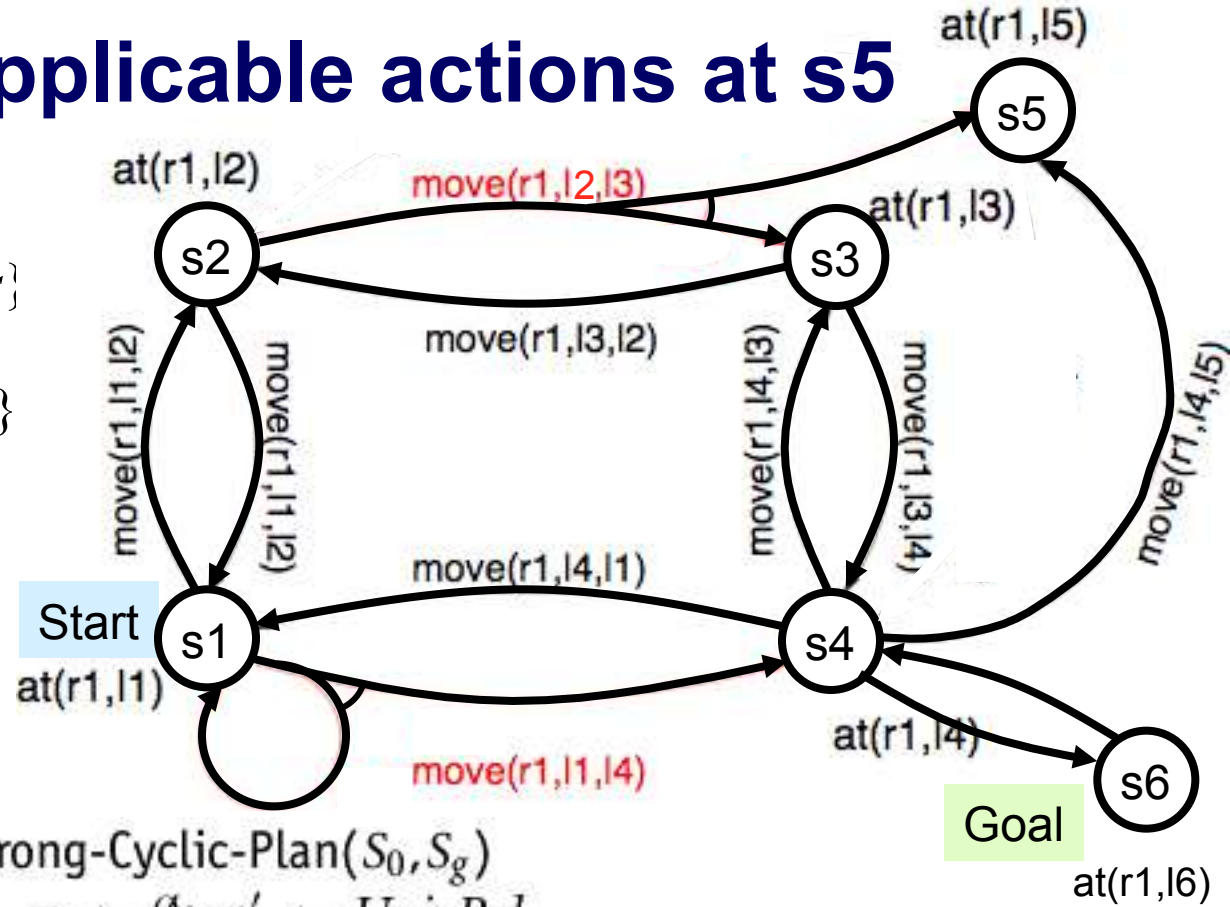 at(r1,l5)
pplicable actions at s5
s5
at(r1,l2)
move(r1,l2,l3)
at(r1,l3)
s2
s3
}
move(r1,l3,l2)
move(r1,l1,l2)
move(r1,l1,l2)
move(r1,l4,l3)
move(r1,l3,l4)
move(r1,l4,l5)
}
move(r1,l4,l1)
Start
s1
s4
at(r1,l1)
at(r1,l4)
move(r1,l1,l4)
s6
Goal
rong-Cyclic-Plan(S₀,S_g)
at(r1,l6)